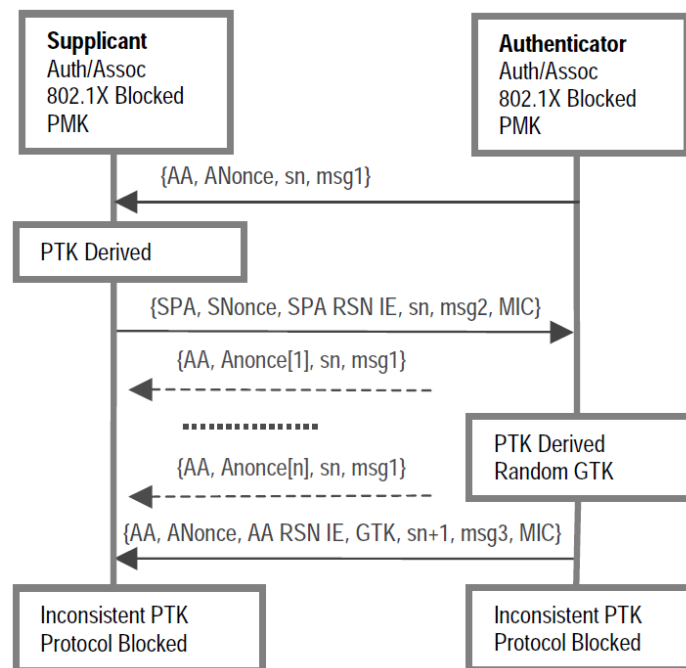 Supplicant
Auth/Assoc
802.1X Blocked
PMK
Authenticator
Auth/Assoc
802.1X Blocked
PMK
{AA, ANonce, sn, msg1}
PTK Derived
{SPA, SNonce, SPA RSN IE, sn, msg2, MIC}
{AA, Anonce[1], sn, msg1}
{AA, Anonce[n], sn, msg1}
PTK Derived
Random GTK
{AA, ANonce, AA RSN IE, GTK, sn+1, msg3, MIC}
Inconsistent PTK
Protocol Blocked
Inconsistent PTK
Protocol Blocked